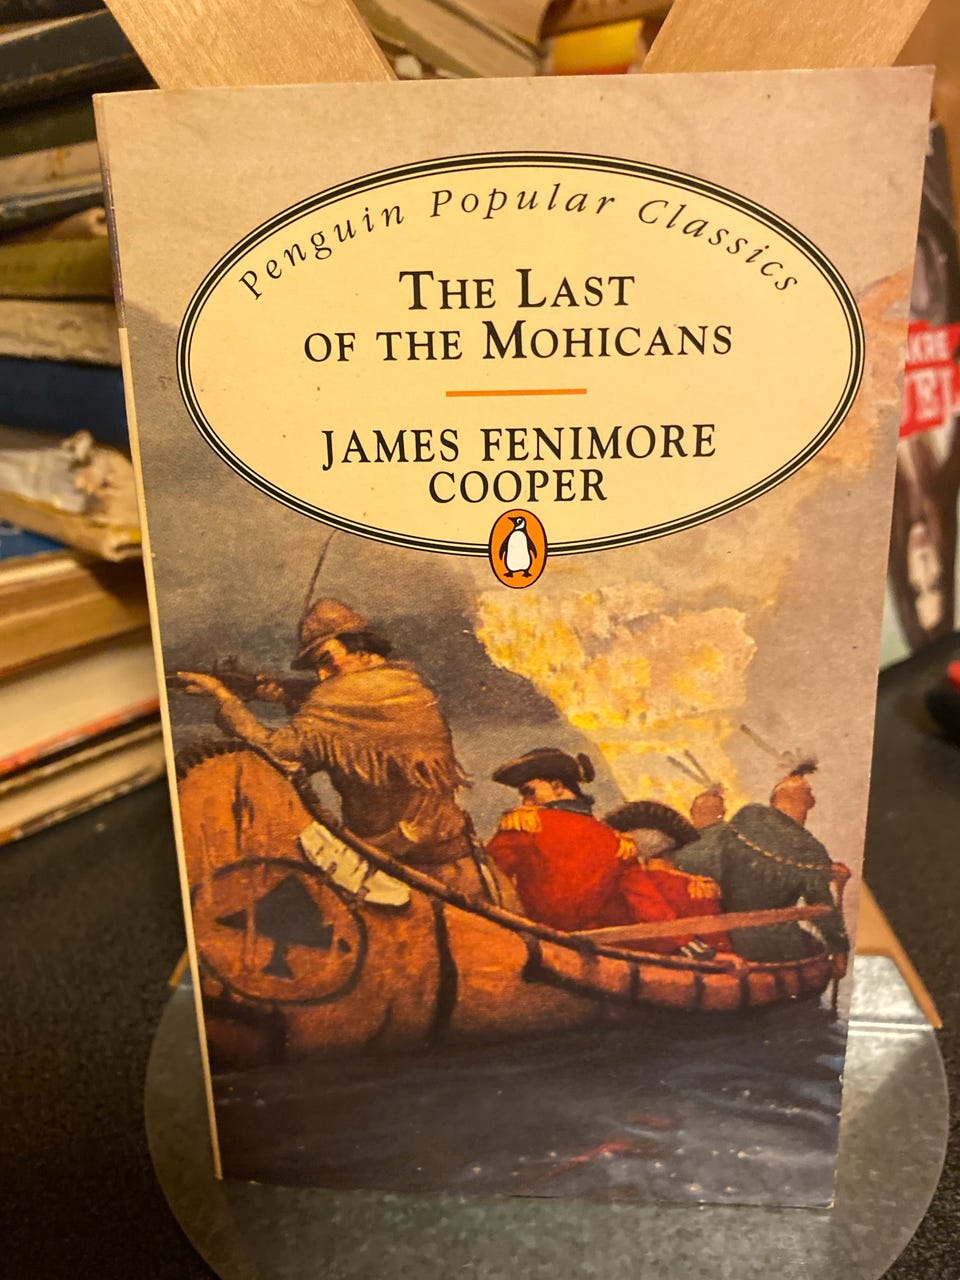 Penguin Popular Classics
THE LAST
OF THE MOHICANS
JAMES FENIMORE
COOPER